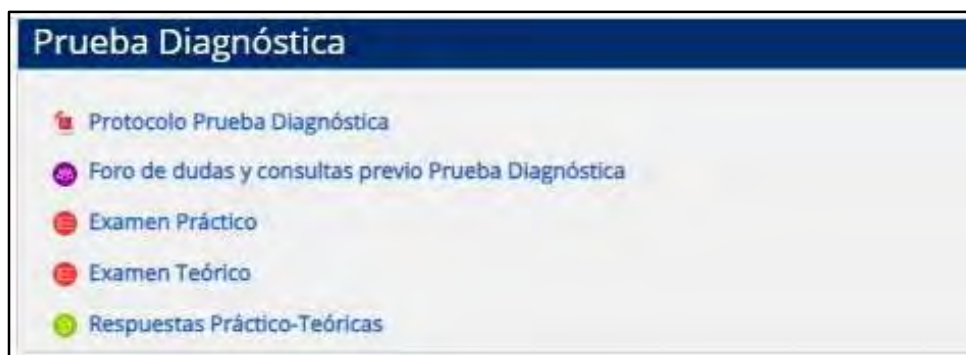 Prueba Diagnóstica
Protocolo Prueba Diagnóstica
Foro de dudas y consultas previo Prueba Diagnóstica
Examen Práctico
Examen Teórico
Respuestas Práctico-Teóricas